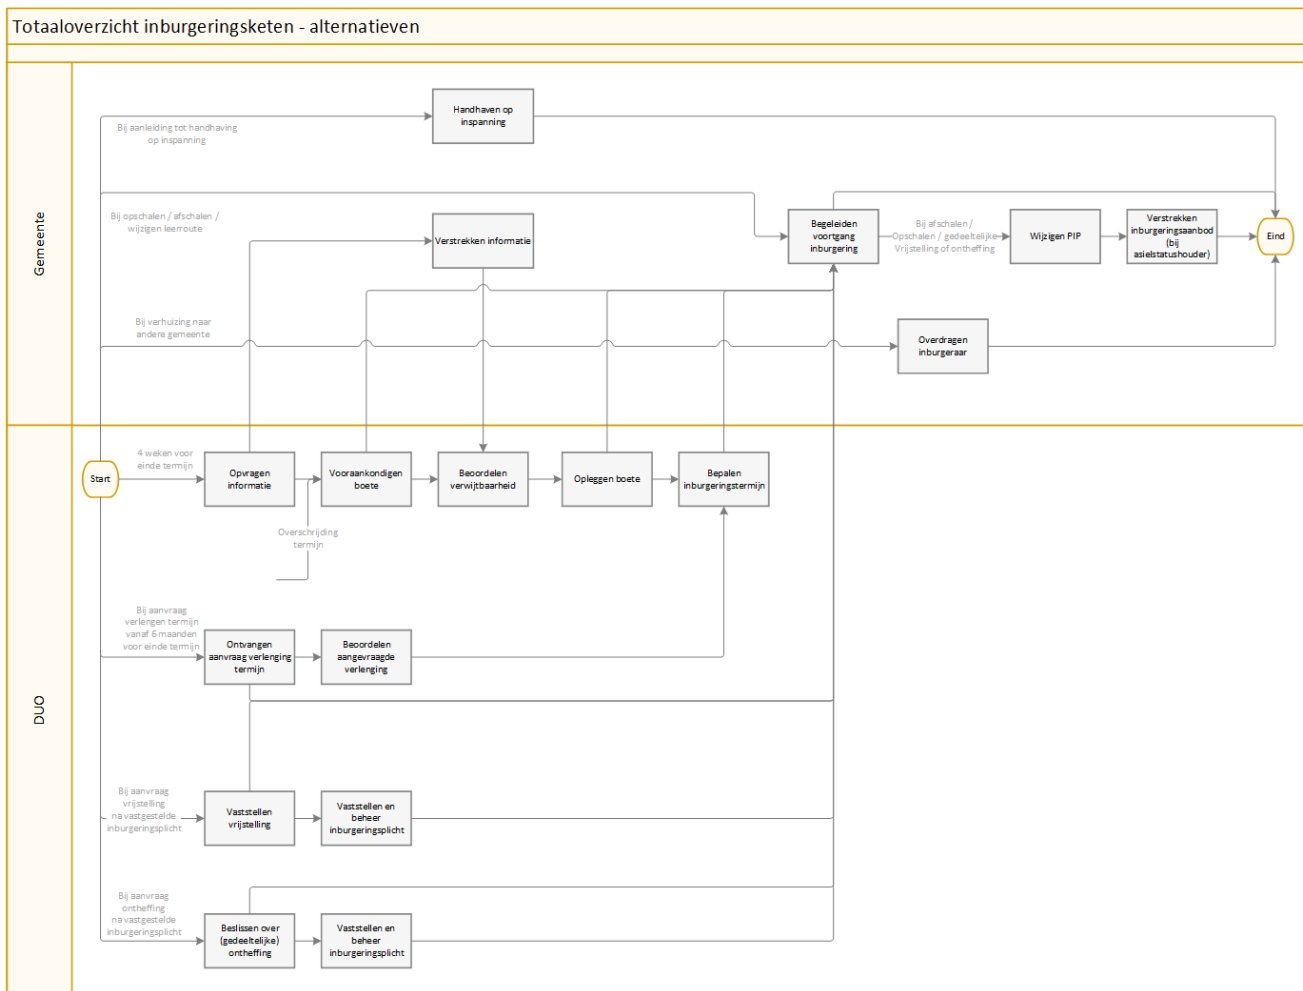 Totaaloverzicht inburgeringsketen - alternatieven
Gemeente
Bij aanleiding tot handhaving
op inspanning
Handhaven op
inspanning
Bij opschalen / afschalen /
wijzigen leerroute
Verstrekken informatie
Begeleiden
voortgang
inburgering
Bij afschalen /
Opschalen / gedeeltelijke
Vrijstelling of ontheffing
Wijzigen PIP
Verstrekken
inburgeringsaanbod
(bij
asielstatushouder)
Eind
Bij verhuizing naar
andere gemeente
Overdragen
inburgeraar
DUO
Start
4 weken voor
einde termijn
Opvragen
informatie
Vooraankondigen
boete
Beoordelen
verwijtbaarheid
Opleggen boete
Bepalen
inburgeringstermijn
Overschrijding
termijn
Bij aanvraag
verlengen termijn
vanaf 6 maanden
voor einde termijn
Ontvangen
aanvraag verlenging
termijn
Beoordelen
aangevraagde
verlenging
Bij aanvraag
vrijstelling
na vastgestelde
inburgeringsplicht
Vaststellen
vrijstelling
Vaststellen en
beheer
inburgeringsplicht
Bij aanvraag
ontheffing
na vastgestelde
inburgeringsplicht
Beslissen over
(gedeeltelijke)
ontheffing
Vaststellen en
beheer
inburgeringsplicht